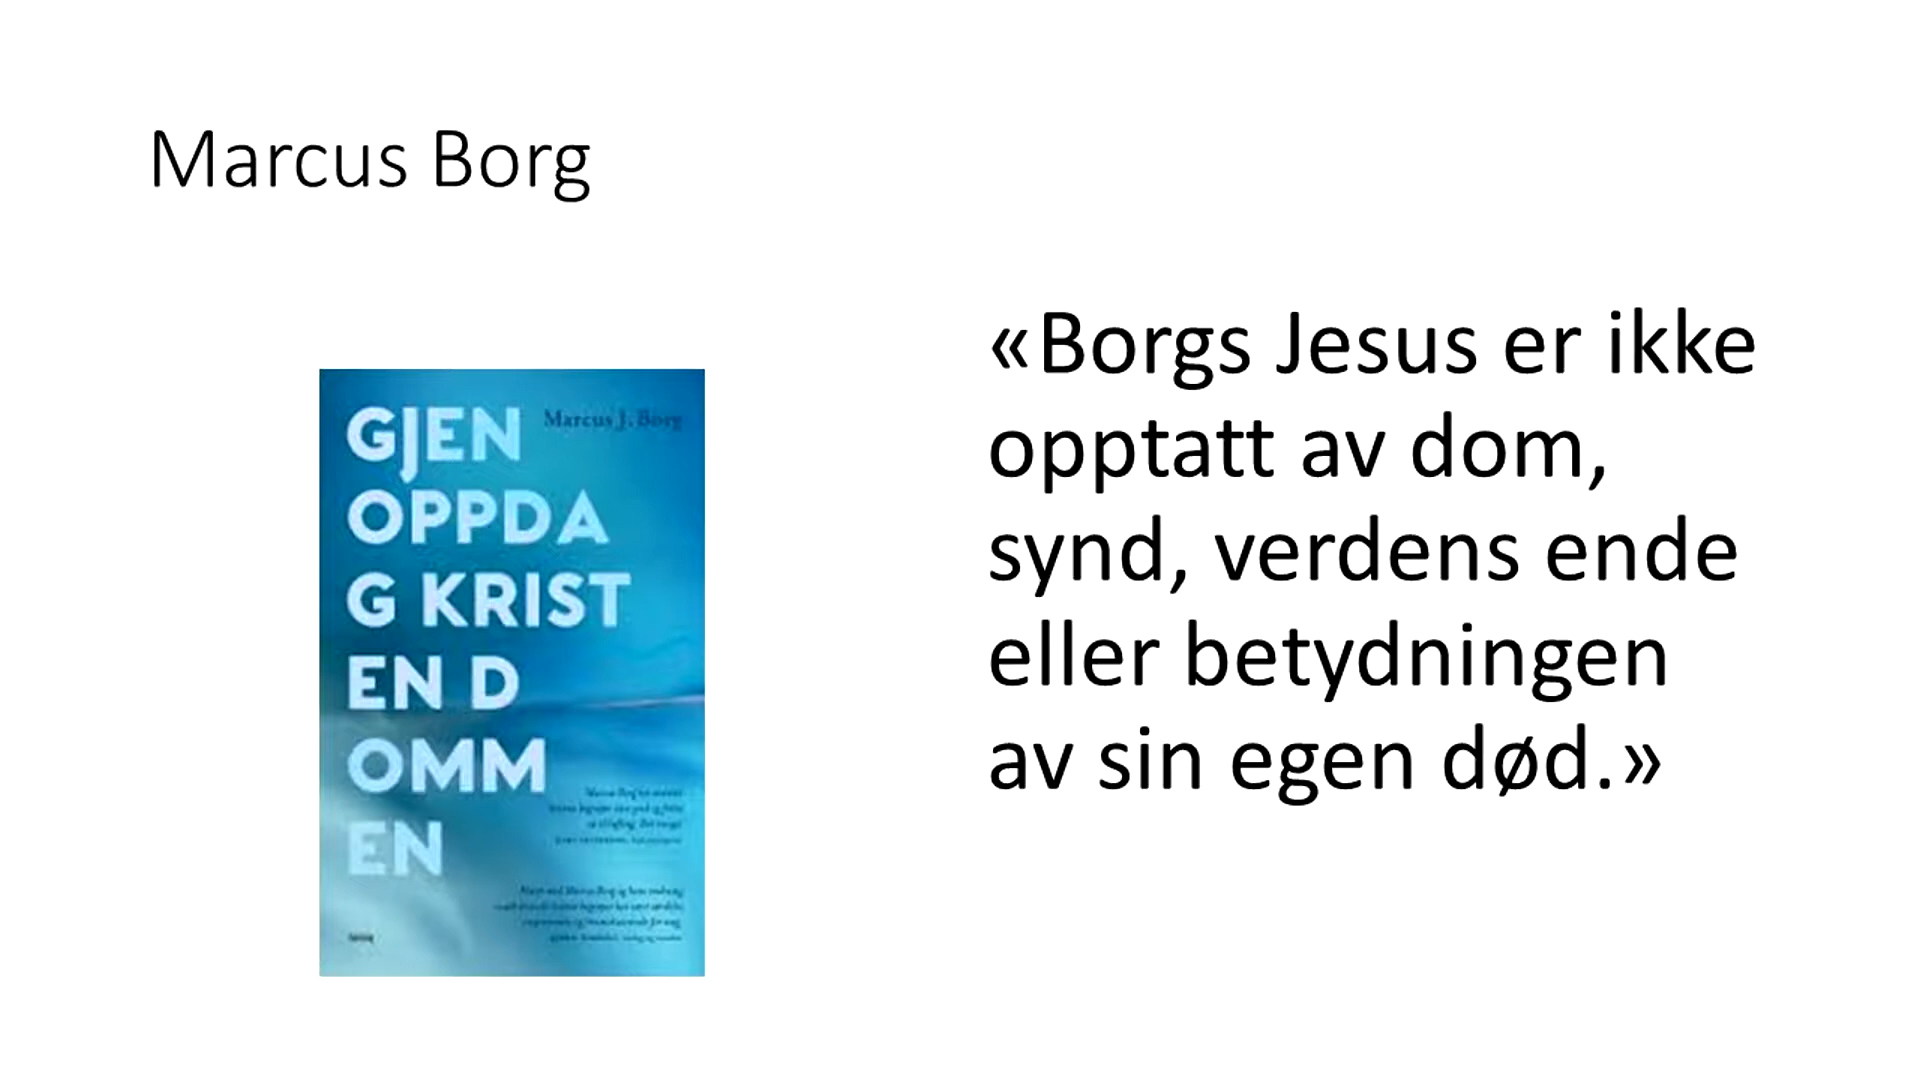 Marcus Borg
GJEN
Marcus J. Borg
OPPDA
G KRIST
EN D
OMM
EN
«Borgs Jesus er ikke
opptatt av dom,
synd, verdens ende
eller betydningen
av sin egen død.»